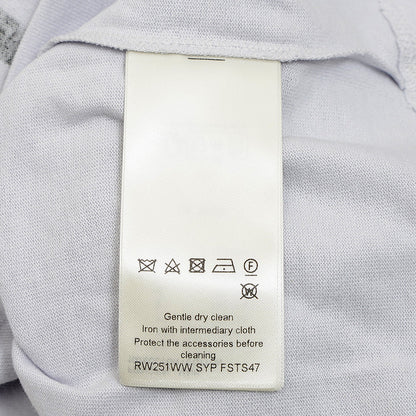 F
W
Gentle dry clean
Iron with intermediary cloth
Protect the accessories before
cleaning
RW251WW SYP FSTS47